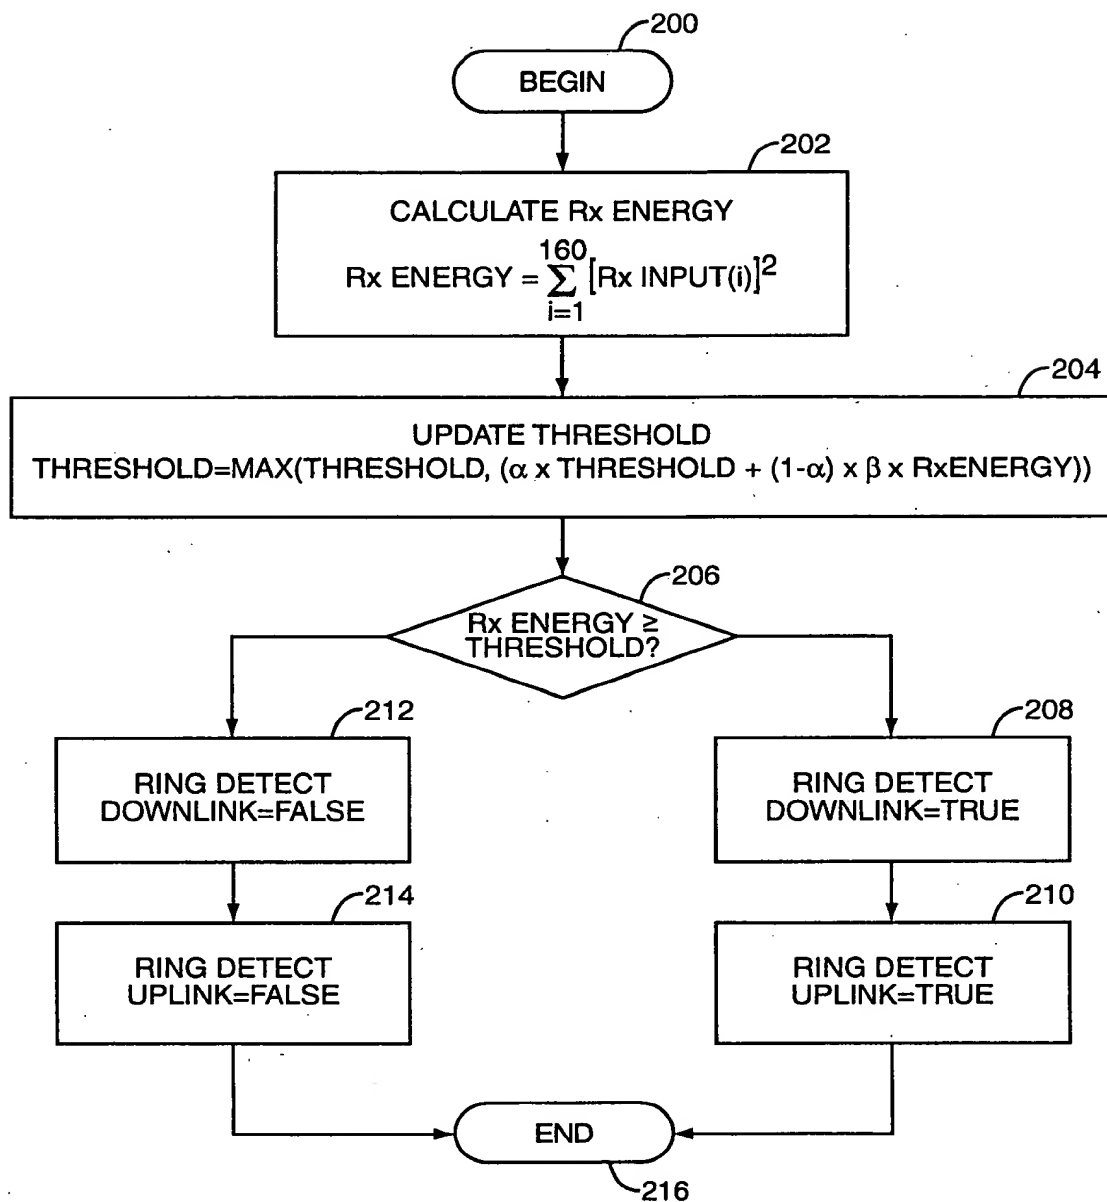 200
BEGIN
202
CALCULATE Rx ENERGY
Rx ENERGY = 160 ∑ i=1 [Rx INPUT(i)]²
204
UPDATE THRESHOLD
THRESHOLD=MAX(THRESHOLD, (α x THRESHOLD + (1-α) x β x RxENERGY))
206
Rx ENERGY ≥
THRESHOLD?
212
RING DETECT
DOWNLINK=FALSE
208
RING DETECT
DOWNLINK=TRUE
214
RING DETECT
UPLINK=FALSE
210
RING DETECT
UPLINK=TRUE
END
216